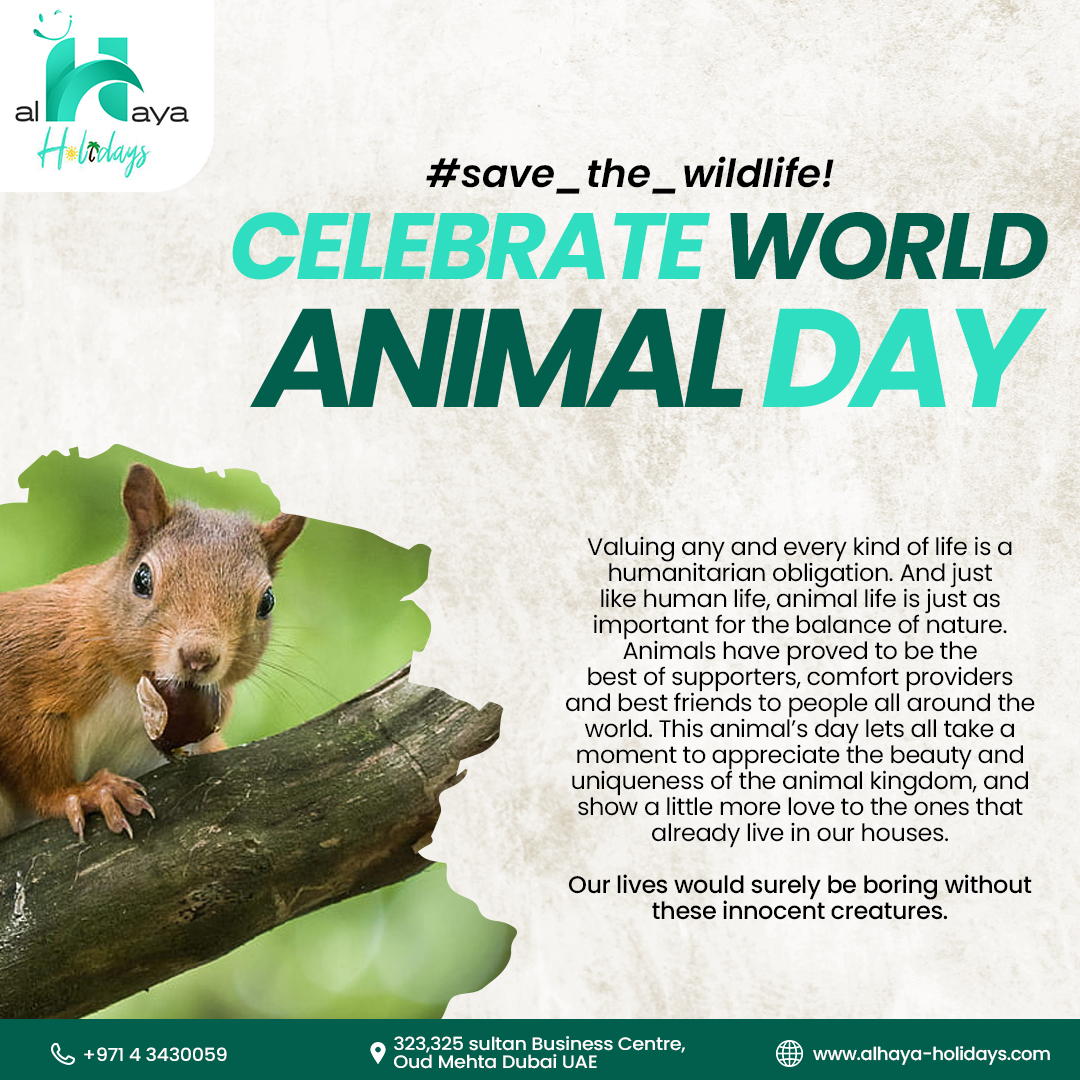 al Haya
Holidays
#save_the_wildlife!
CELEBRATE WORLD
ANIMAL DAY
Valuing any and every kind of life is a
humanitarian obligation. And just
like human life, animal life is just as
important for the balance of nature.
Animals have proved to be the
best of supporters, comfort providers
and best friends to people all around the
world. This animal’s day lets all take a
moment to appreciate the beauty and
uniqueness of the animal kingdom, and
show a little more love to the ones that
already live in our houses.
Our lives would surely be boring without
these innocent creatures.
+971 4 3430059
323,325 sultan Business Centre,
Oud Mehta Dubai UAE
www.alhaya-holidays.com